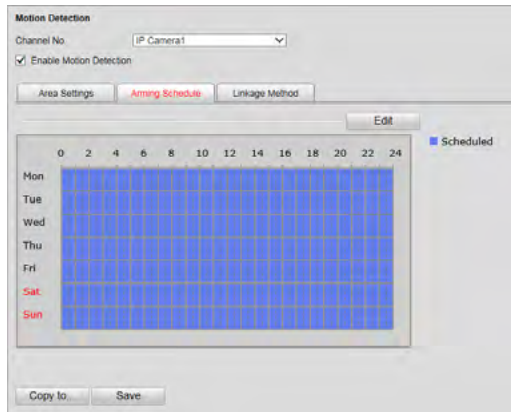 Motion Detection
Channel No. IP Camera1
Enable Motion Detection
Area Settings Arming Schedule Linkage Method
Edit
Scheduled
0 2 4 6 8 10 12 14 16 18 20 22 24
Mon
Tue
Wed
Thu
Fri
Sat
Sun
Copy to... Save